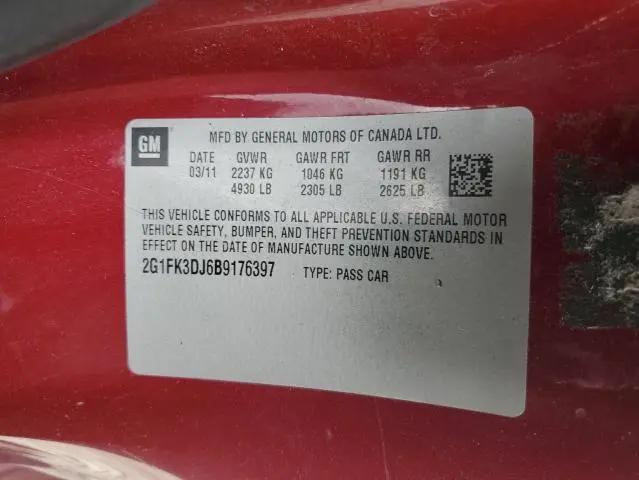 GM
MFD BY GENERAL MOTORS OF CANADA LTD.
DATE GVWR GAWR FRT GAWR RR
03/11 2237 KG 1046 KG 1191 KG
4930 LB 2305 LB 2625 LB
THIS VEHICLE CONFORMS TO ALL APPLICABLE U.S. FEDERAL MOTOR
VEHICLE SAFETY, BUMPER, AND THEFT PREVENTION STANDARDS IN
EFFECT ON THE DATE OF MANUFACTURE SHOWN ABOVE.
2G1FK3DJ6B9176397 TYPE: PASS CAR